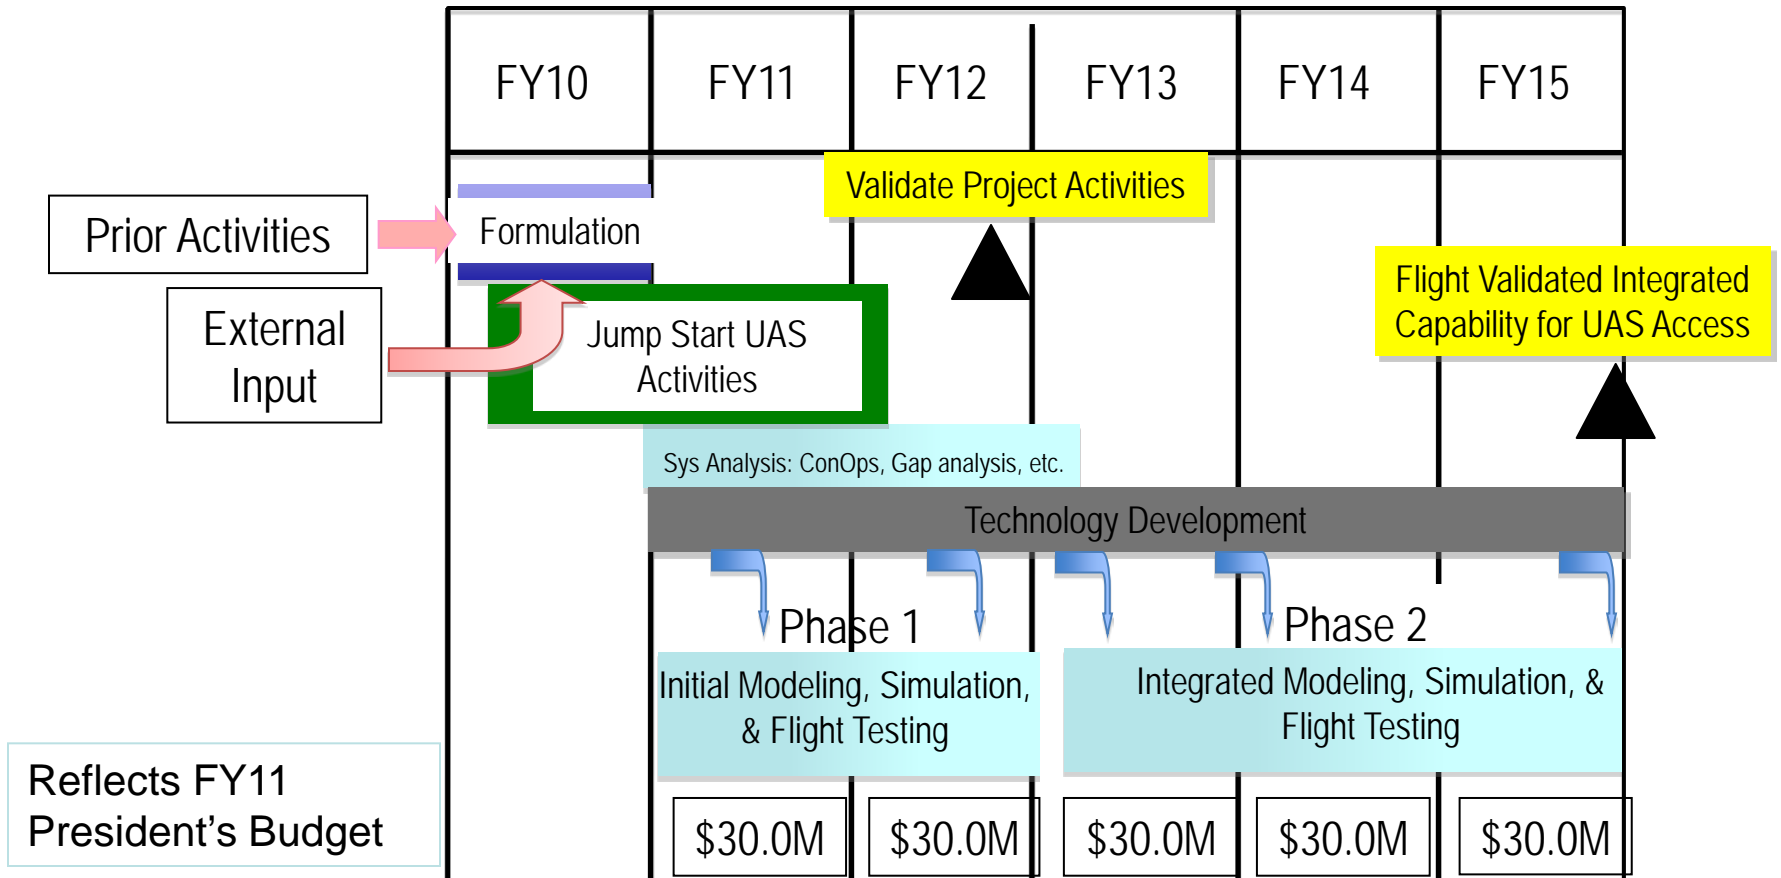 FY10 FY11 FY12 FY13 FY14 FY15
Validate Project Activities
Prior Activities
Formulation
Flight Validated Integrated
Capability for UAS Access
External
Input
Jump Start UAS
Activities
Sys Analysis: ConOps, Gap analysis, etc.
Technology Development
Phase 1
Phase 2
Initial Modeling, Simulation,
& Flight Testing
Integrated Modeling, Simulation, &
Flight Testing
Reflects FY11
President’s Budget
$30.0M $30.0M $30.0M $30.0M $30.0M